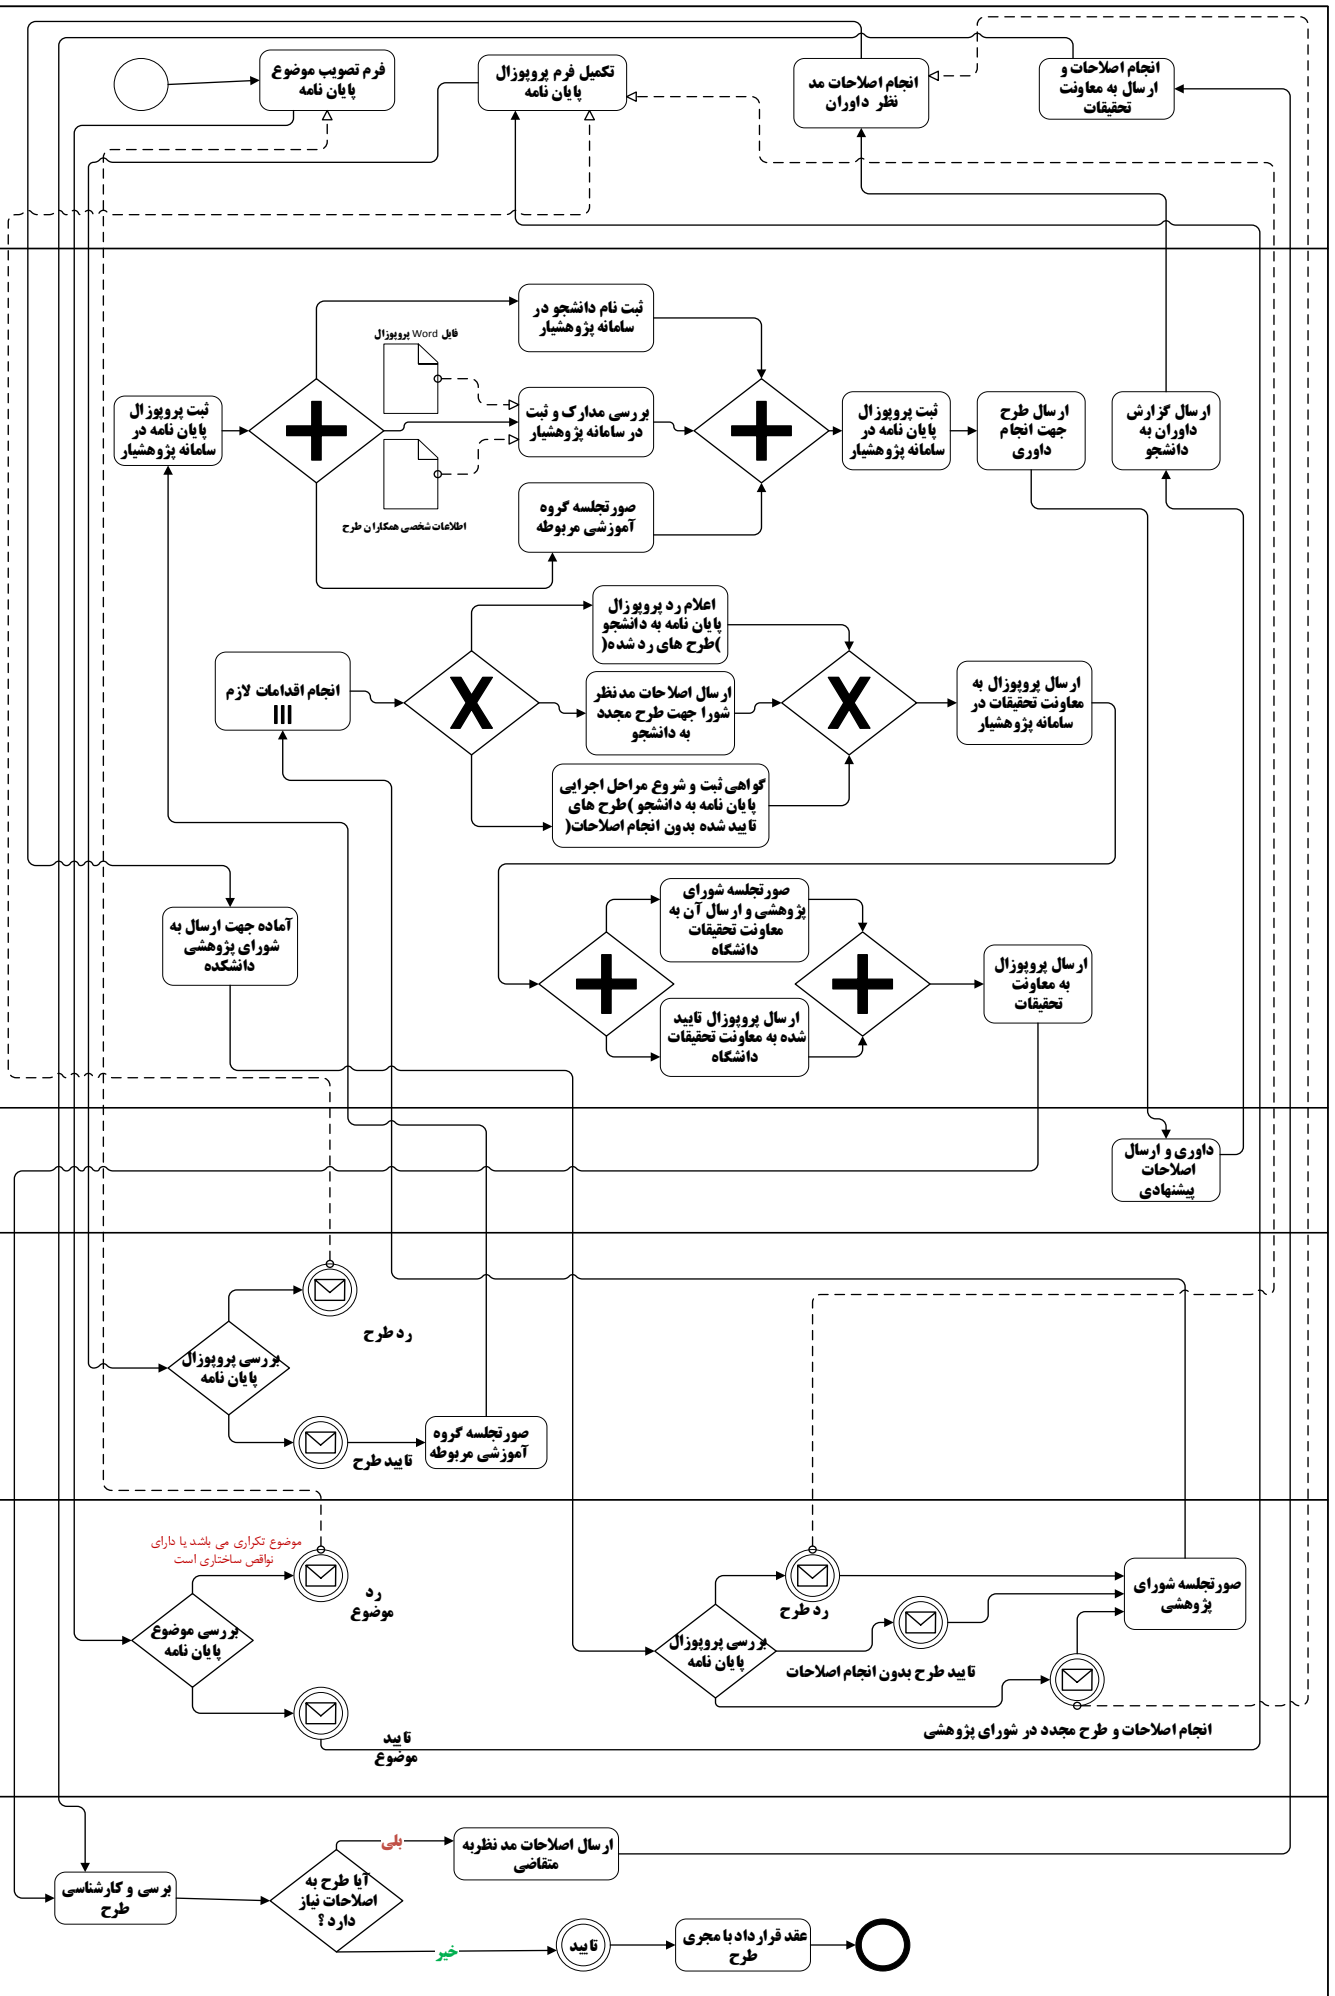 فرم تصویب موضوع
پایان نامه
تکمیل فرم پروپوزال
پایان نامه
انجام اصلاحات مد
نظر داوران
انجام اصلاحات و
ارسال به معاونت
تحقیقات
ثبت نام دانشجو در
سامانه پژوهشیار
فایل Word پروپوزال
ثبت پروپوزال
پایان نامه در
سامانه پژوهشیار
بررسی مدارک و ثبت
در سامانه پژوهشیار
ثبت پروپوزال
پایان نامه در
سامانه پژوهشیار
ارسال طرح
جهت انجام
داوری
ارسال گزارش
داوران به
دانشجو
صورتجلسه گروه
آموزشی مربوطه
اطلاعات شخصی همکاران طرح
اعلام رد پروپوزال
پایان نامه به دانشجو
)طرح های رد شده(
انجام اقدامات لازم
ارسال اصلاحات مدنظر
شورا جهت طرح مجدد
به دانشجو
ارسال پروپوزال به
معاونت تحقیقات در
سامانه پژوهشیار
گواهی ثبت و شروع مراحل اجرایی
پایان نامه به دانشجو )طرح های
تایید شده بدون انجام اصلاحات(
صورتجلسه شورای
پژوهشی و ارسال آن به
معاونت تحقیقات
دانشگاه
آماده جهت ارسال به
شورای پژوهشی
دانشکده
ارسال پروپوزال
به معاونت
تحقیقات
ارسال پروپوزال تایید
شده به معاونت تحقیقات
دانشگاه
داوری و ارسال
اصلاحات
پیشنهادی
رد طرح
بررسی پروپوزال
پایان نامه
صورتجلسه گروه
آموزشی مربوطه
تایید طرح
موضوع تکراری می باشد یا دارای
نواقص ساختاری است
رد
موضوع
بررسی موضوع
پایان نامه
تایید
موضوع
رد طرح
صورتجلسه شورای
پژوهشی
بررسی پروپوزال
پایان نامه
تایید طرح بدون انجام اصلاحات
انجام اصلاحات و طرح مجدد در شورای پژوهشی
بلی
ارسال اصلاحات مد نظربه
متقاضی
برسی و کارشناسی
طرح
آیا طرح به
اصلاحات نیاز
دارد ؟
خیر
تایید
عقد قرارداد با مجری
طرح